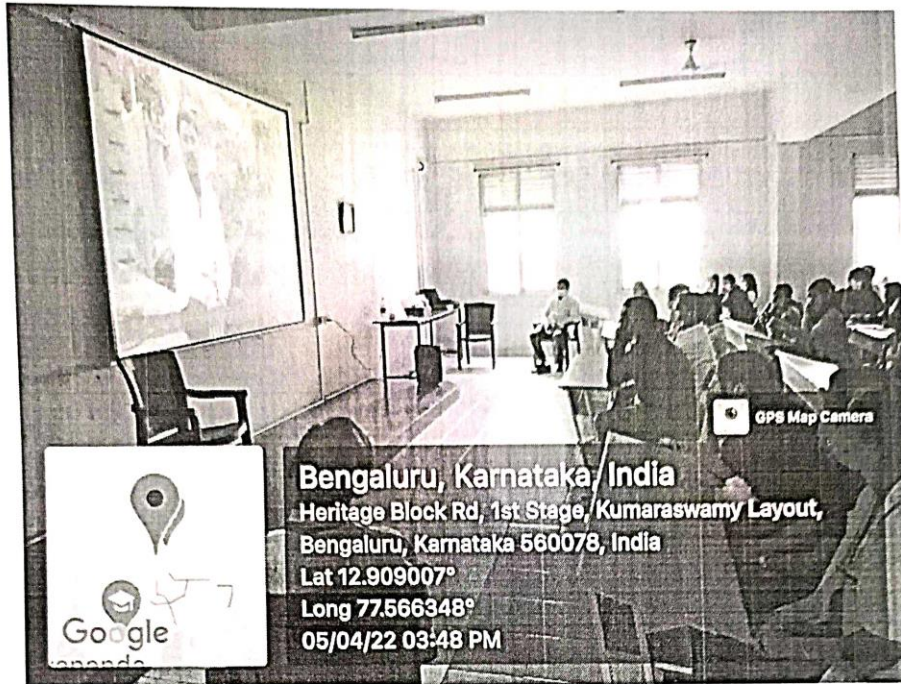 GPS Map Camera
Bengaluru, Karnataka, India
Heritage Block Rd, 1st Stage, Kumaraswamy Layout,
Bengaluru, Karnataka 560078, India
Lat 12.909007°
Long 77.566348°
05/04/22 03:48 PM
Google